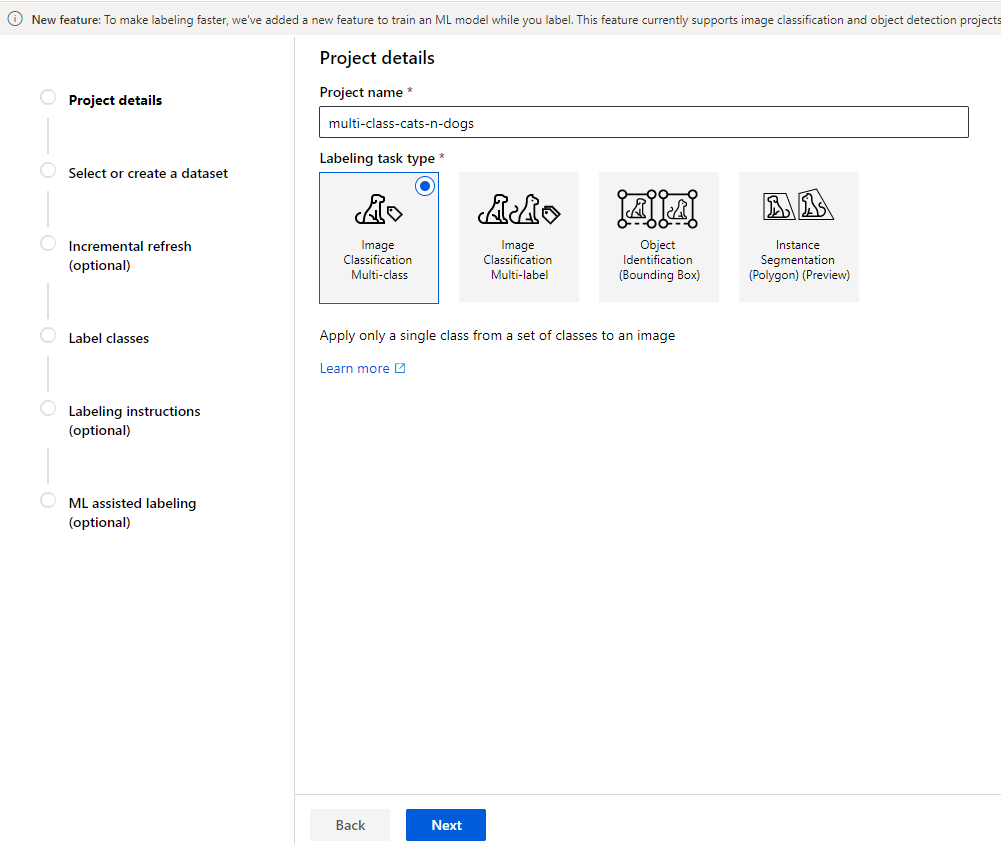 New feature: To make labeling faster, we've added a new feature to train an ML model while you label. This feature currently supports image classification and object detection projects
Project details
Select or create a dataset
Incremental refresh
(optional)
Label classes
Labeling instructions
(optional)
ML assisted labeling
(optional)
Project details
Project name *
multi-class-cats-n-dogs
Labeling task type *
Image
Classification
Multi-class
Image
Classification
Multi-label
Object
Identification
(Bounding Box)
Instance
Segmentation
(Polygon) (Preview)
Apply only a single class from a set of classes to an image
Learn more
Back
Next